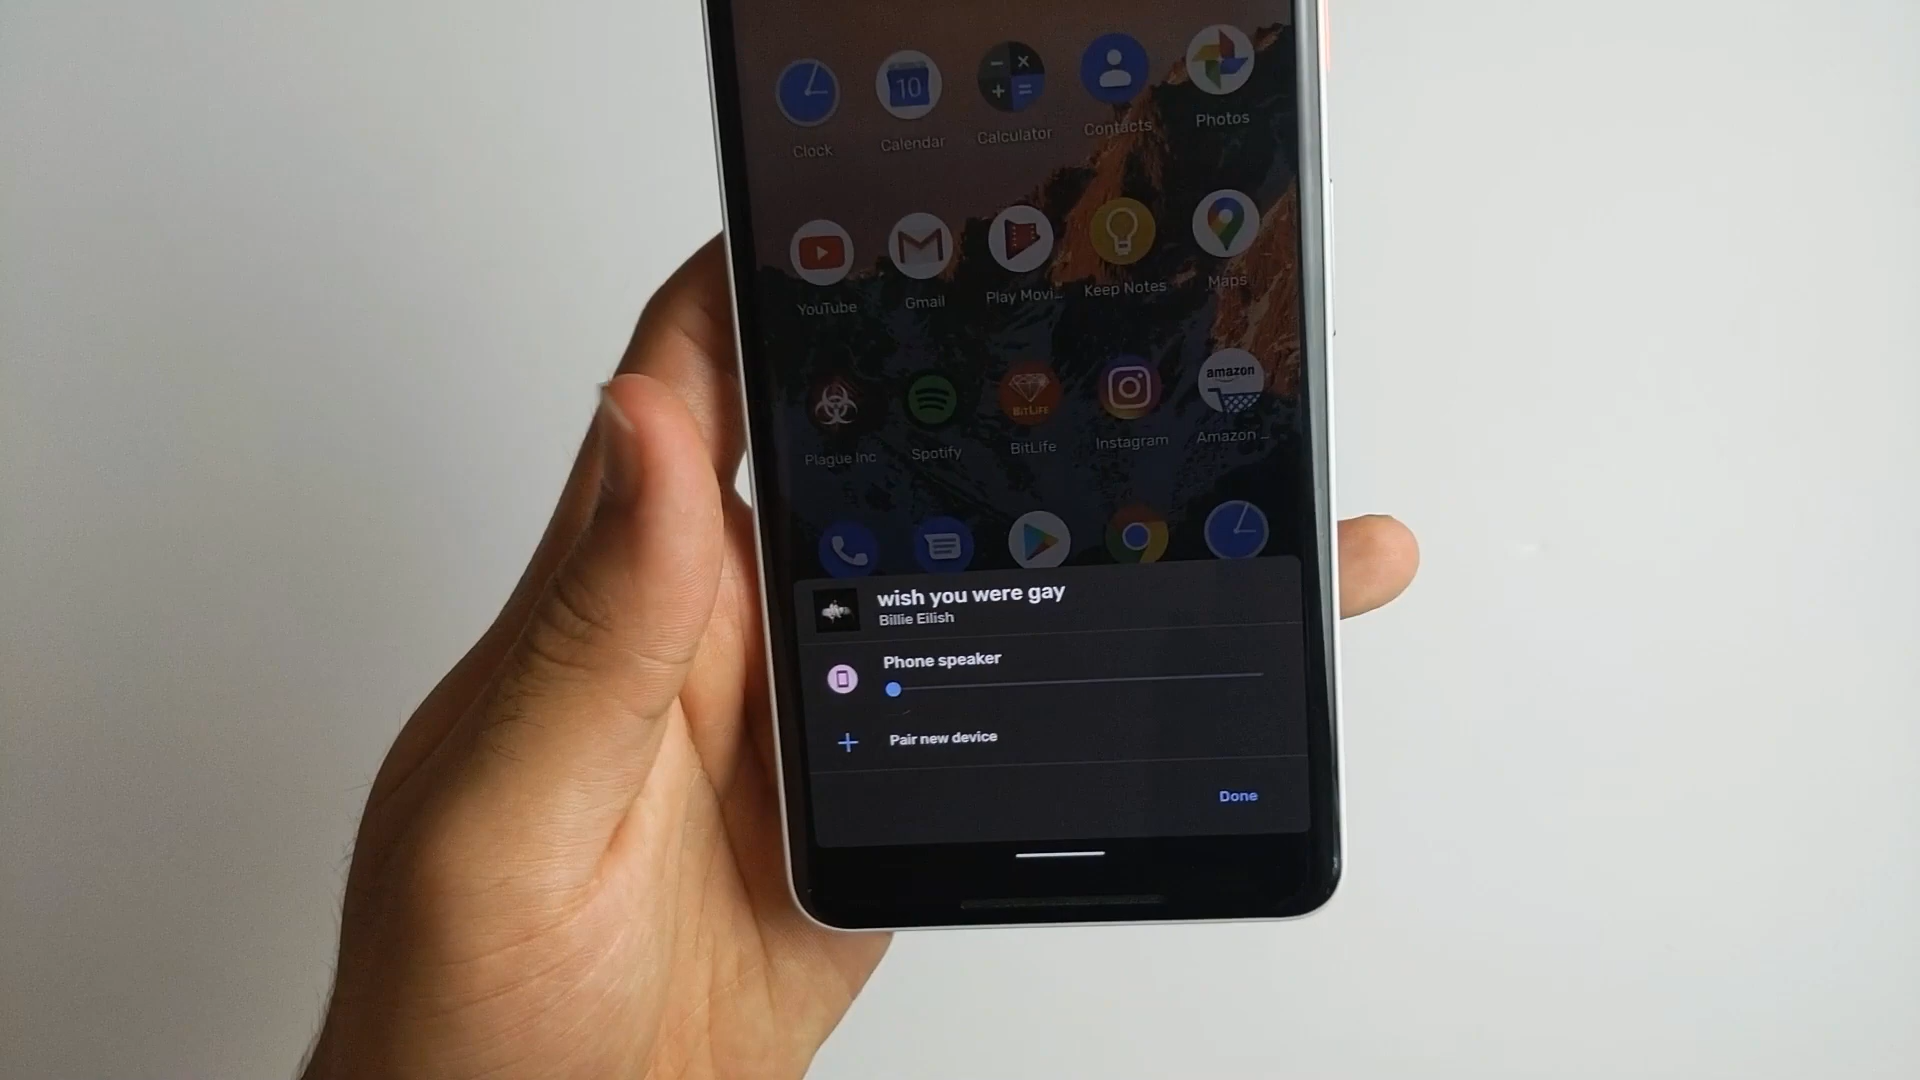 Clock
10
Calendar
Calculator
Contacts
Photos
YouTube
Gmail
Play Movi...
Keep Notes
Maps
Plague Inc
Spotify
BitLife
BitLife
Instagram
amazon
Amazon ...
wish you were gay
Billie Eilish
Phone speaker
Pair new device
Done